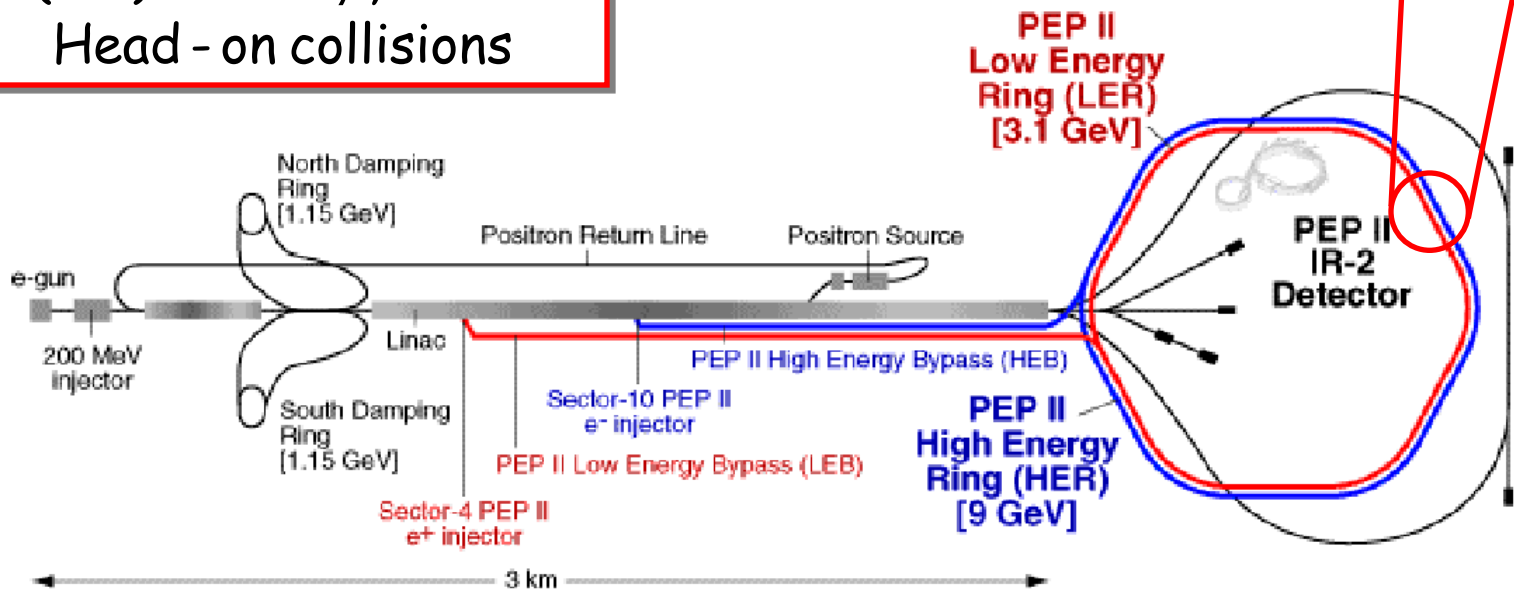 Head - on collisions
PEP II
Low Energy
Ring (LER)
[3.1 GeV]
North Damping
Ring
[1.15 GeV]
Positron Return Line
Positron Source
e-gun
PEP II
IR-2
Detector
Linac
200 MeV
injector
PEP II High Energy Bypass (HEB)
Sector-10 PEP II
e- injector
South Damping
Ring
[1.15 GeV]
PEP II
High Energy
Ring (HER)
[9 GeV]
PEP II Low Energy Bypass (LEB)
Sector-4 PEP II
e+ injector
3 km